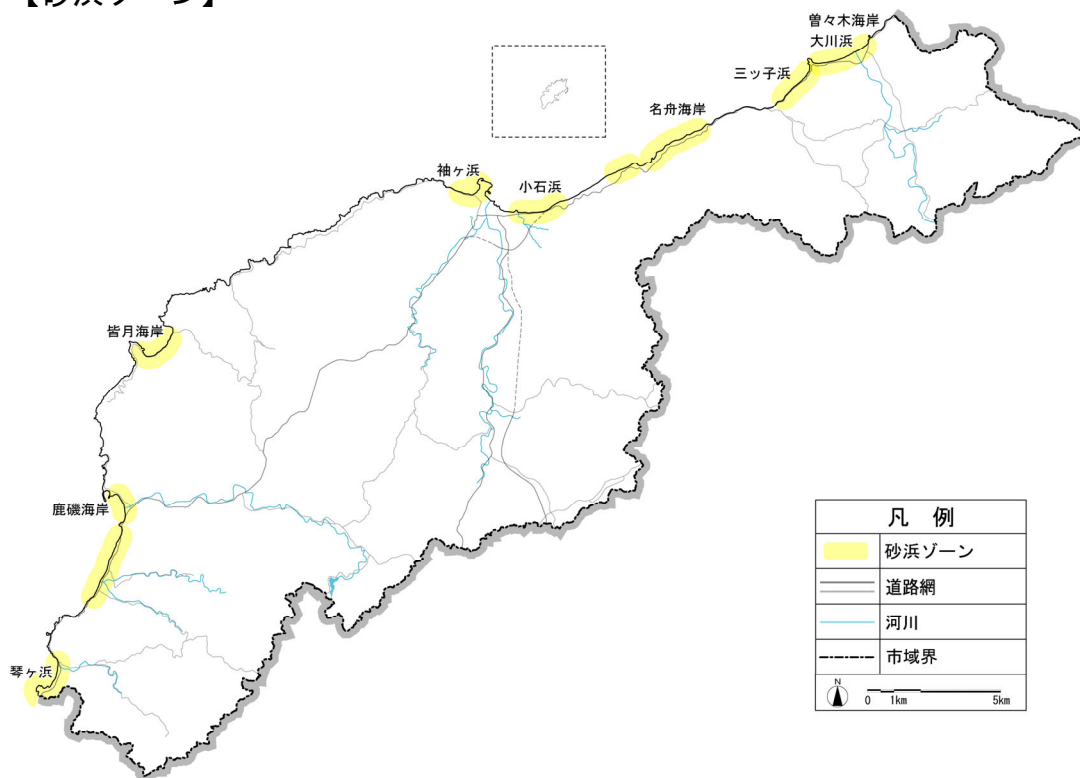 【砂浜ゾーン】
曽々木海岸
大川浜
三ッ子浜
名舟海岸
袖ヶ浜
小石浜
皆月海岸
鹿磯海岸
琴ヶ浜
凡 例
砂浜ゾーン
道路網
河川
市域界
N
0 1km 5km